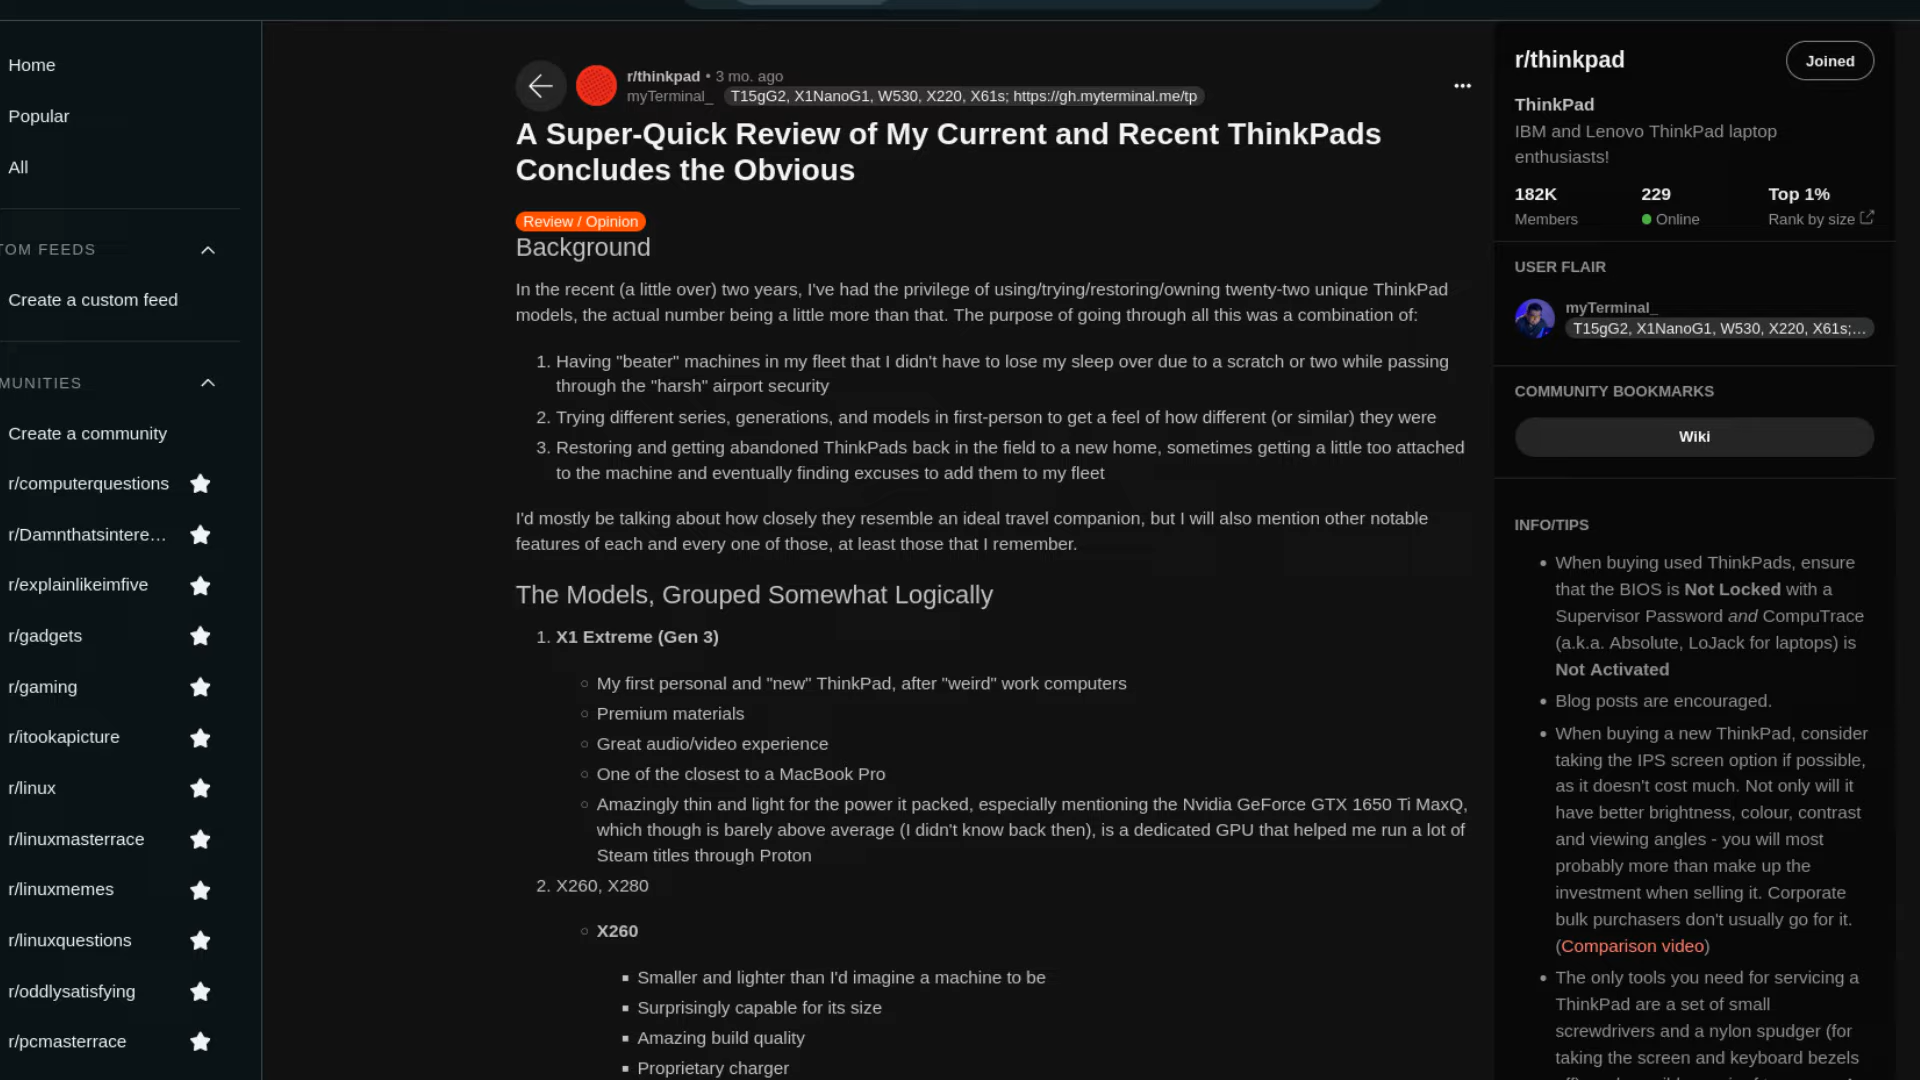 Home
Popular
All
TOM FEEDS
Create a custom feed
MUNITIES
Create a community
r/computerquestions
r/Damnthatsintere…
r/explainlikeimfive
r/gadgets
r/gaming
r/itookapicture
r/linux
r/linuxmasterrace
r/linuxmemes
r/linuxquestions
r/oddlysatisfying
r/pcmasterrace
r/thinkpad • 3 mo. ago
myTerminal_ T15gG2, X1NanoG1, W530, X220, X61s; https://gh.myterminal.me/tp
A Super-Quick Review of My Current and Recent ThinkPads
Concludes the Obvious
Review / Opinion
Background
In the recent (a little over) two years, I've had the privilege of using/trying/restoring/owning twenty-two unique ThinkPad
models, the actual number being a little more than that. The purpose of going through all this was a combination of:
1. Having "beater" machines in my fleet that I didn't have to lose my sleep over due to a scratch or two while passing
through the "harsh" airport security
2. Trying different series, generations, and models in first-person to get a feel of how different (or similar) they were
3. Restoring and getting abandoned ThinkPads back in the field to a new home, sometimes getting a little too attached
to the machine and eventually finding excuses to add them to my fleet
I'd mostly be talking about how closely they resemble an ideal travel companion, but I will also mention other notable
features of each and every one of those, at least those that I remember.
The Models, Grouped Somewhat Logically
1. X1 Extreme (Gen 3)
○ My first personal and "new" ThinkPad, after "weird" work computers
○ Premium materials
○ Great audio/video experience
○ One of the closest to a MacBook Pro
○ Amazingly thin and light for the power it packed, especially mentioning the Nvidia GeForce GTX 1650 Ti MaxQ,
which though is barely above average (I didn't know back then), is a dedicated GPU that helped me run a lot of
Steam titles through Proton
2. X260, X280
○ X260
▪ Smaller and lighter than I'd imagine a machine to be
▪ Surprisingly capable for its size
▪ Amazing build quality
▪ Proprietary charger
r/thinkpad
Joined
ThinkPad
IBM and Lenovo ThinkPad laptop
enthusiasts!
182K 229 Top 1%
Members Online Rank by size
USER FLAIR
myTerminal_
T15gG2, X1NanoG1, W530, X220, X61s;…
COMMUNITY BOOKMARKS
Wiki
INFO/TIPS
• When buying used ThinkPads, ensure
that the BIOS is Not Locked with a
Supervisor Password and CompuTrace
(a.k.a. Absolute, LoJack for laptops) is
Not Activated
• Blog posts are encouraged.
• When buying a new ThinkPad, consider
taking the IPS screen option if possible,
as it doesn't cost much. Not only will it
have better brightness, colour, contrast
and viewing angles - you will most
probably more than make up the
investment when selling it. Corporate
bulk purchasers don't usually go for it.
(Comparison video)
• The only tools you need for servicing a
ThinkPad are a set of small
screwdrivers and a nylon spudger (for
taking the screen and keyboard bezels